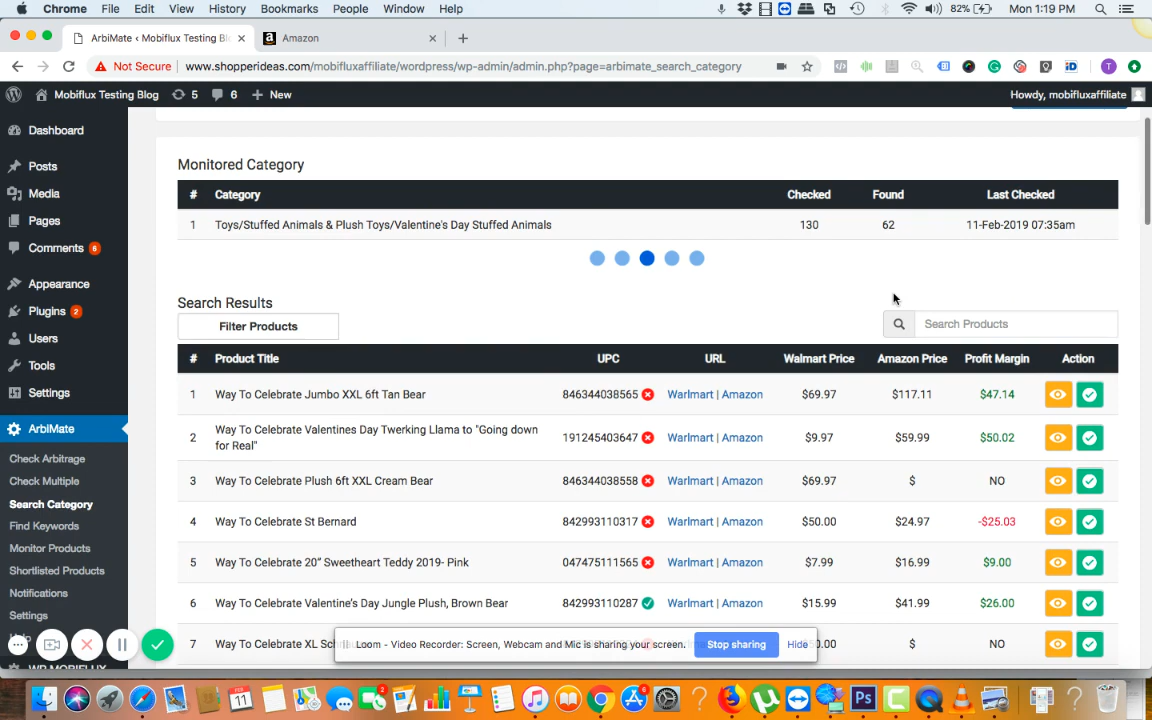 Chrome File Edit View History Bookmarks People Window Help 82% Mon 1:19 PM
ArbiMate ‹ Mobiflux Testing Bl Amazon
Not Secure www.shopperideas.com/mobifluxaffiliate/wordpress/wp-admin/admin.php?page=arbimate_search_category T
Mobiflux Testing Blog 5 6 New Howdy, mobifluxaffiliate
Dashboard
Posts
Media
Pages
Comments 6
Appearance
Plugins 2
Users
Tools
Settings
ArbiMate
Check Arbitrage
Check Multiple
Search Category
Find Keywords
Monitor Products
Shortlisted Products
Notifications
Settings
WP MOBIFLUX
Monitored Category
# Category Checked Found Last Checked
1 Toys/Stuffed Animals & Plush Toys/Valentine's Day Stuffed Animals 130 62 11-Feb-2019 07:35am
Search Results
Filter Products Search Products
# Product Title UPC URL Walmart Price Amazon Price Profit Margin Action
1 Way To Celebrate Jumbo XXL 6ft Tan Bear 846344038565 Warlmart | Amazon $69.97 $117.11 $47.14
2 Way To Celebrate Valentines Day Twerking Llama to "Going down
for Real" 191245403647 Warlmart | Amazon $9.97 $59.99 $50.02
3 Way To Celebrate Plush 6ft XXL Cream Bear 846344038558 Warlmart | Amazon $69.97 $ NO
4 Way To Celebrate St Bernard 842993110317 Warlmart | Amazon $50.00 $24.97 -$25.03
5 Way To Celebrate 20” Sweetheart Teddy 2019- Pink 047475111565 Warlmart | Amazon $7.99 $16.99 $9.00
6 Way To Celebrate Valentine’s Day Jungle Plush, Brown Bear 842993110287 Warlmart | Amazon $15.99 $41.99 $26.00
7 Way To Celebrate XL $ NO
Loom - Video Recorder: Screen, Webcam and Mic is sharing your screen. Stop sharing Hide